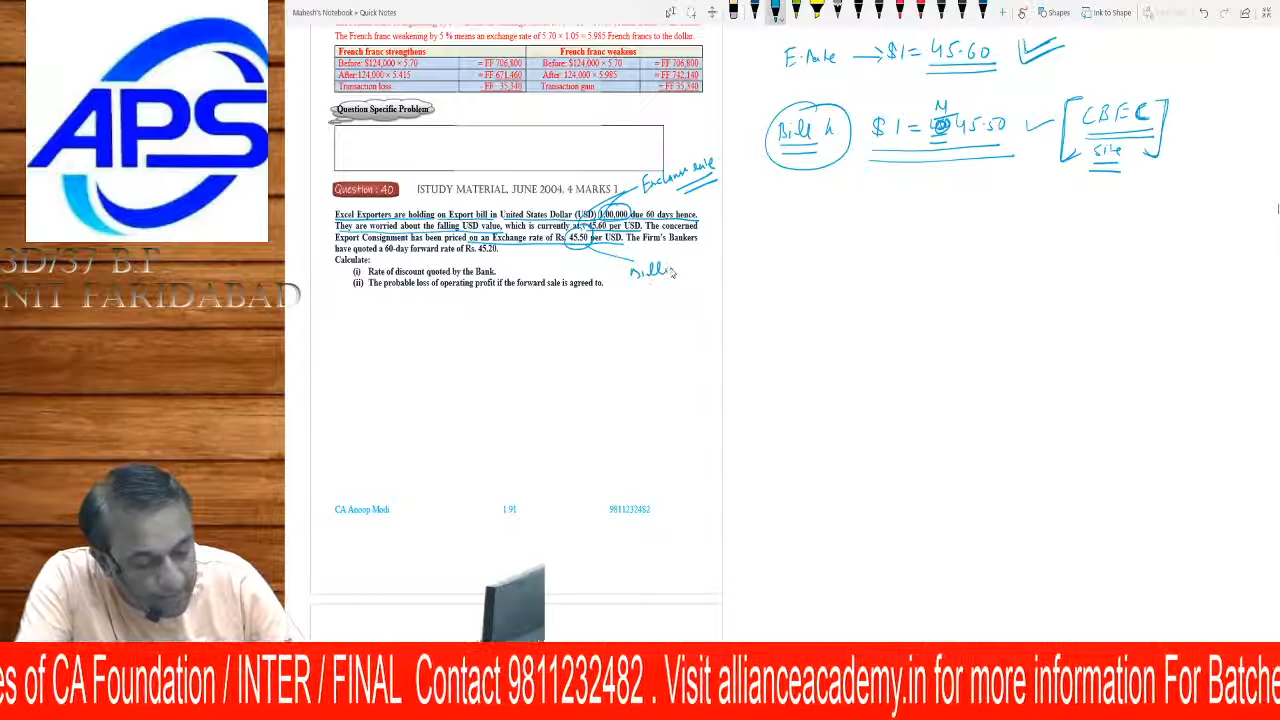 Mahesh's Notebook » Quick Notes
Shapes
Ink to Shape
The French franc weakening by 5 % means an exchange rate of 5.70 × 1.05 = 5.985 French francs to the dollar.
French franc strengthens French franc weakens
Before: $124,000 × 5.70 = FF 706,800 Before: $124,000 × 5.70 = FF 706,800
After: 124,000 × 5.415 = FF 671,460 After: 124,000 × 5.985 = FF 742,140
Transaction loss - FF 35,340 Transaction gain + FF 35,340
Question Specific Problem
Question : 40 [STUDY MATERIAL, JUNE 2004, 4 MARKS]
Exchange rate
Excel Exporters are holding on Export bill in United States Dollar (USD) 1,00,000 due 60 days hence.
They are worried about the falling USD value, which is currently at 45.60 per USD. The concerned
Export Consignment has been priced on an Exchange rate of Rs. 45.50 per USD. The Firm's Bankers
have quoted a 60-day forward rate of Rs. 45.20.
Calculate:
(i) Rate of discount quoted by the Bank.
(ii) The probable loss of operating profit if the forward sale is agreed to.
CA Anoop Modi 1.91 9811232482
$1 = 45.60
$1 = 45.50
CBEC
site
APS
3D/37 B.P.
NIT FARIDABAD
es of CA Foundation / INTER / FINAL Contact 9811232482 . Visit allianceacademy.in for more information For Batche